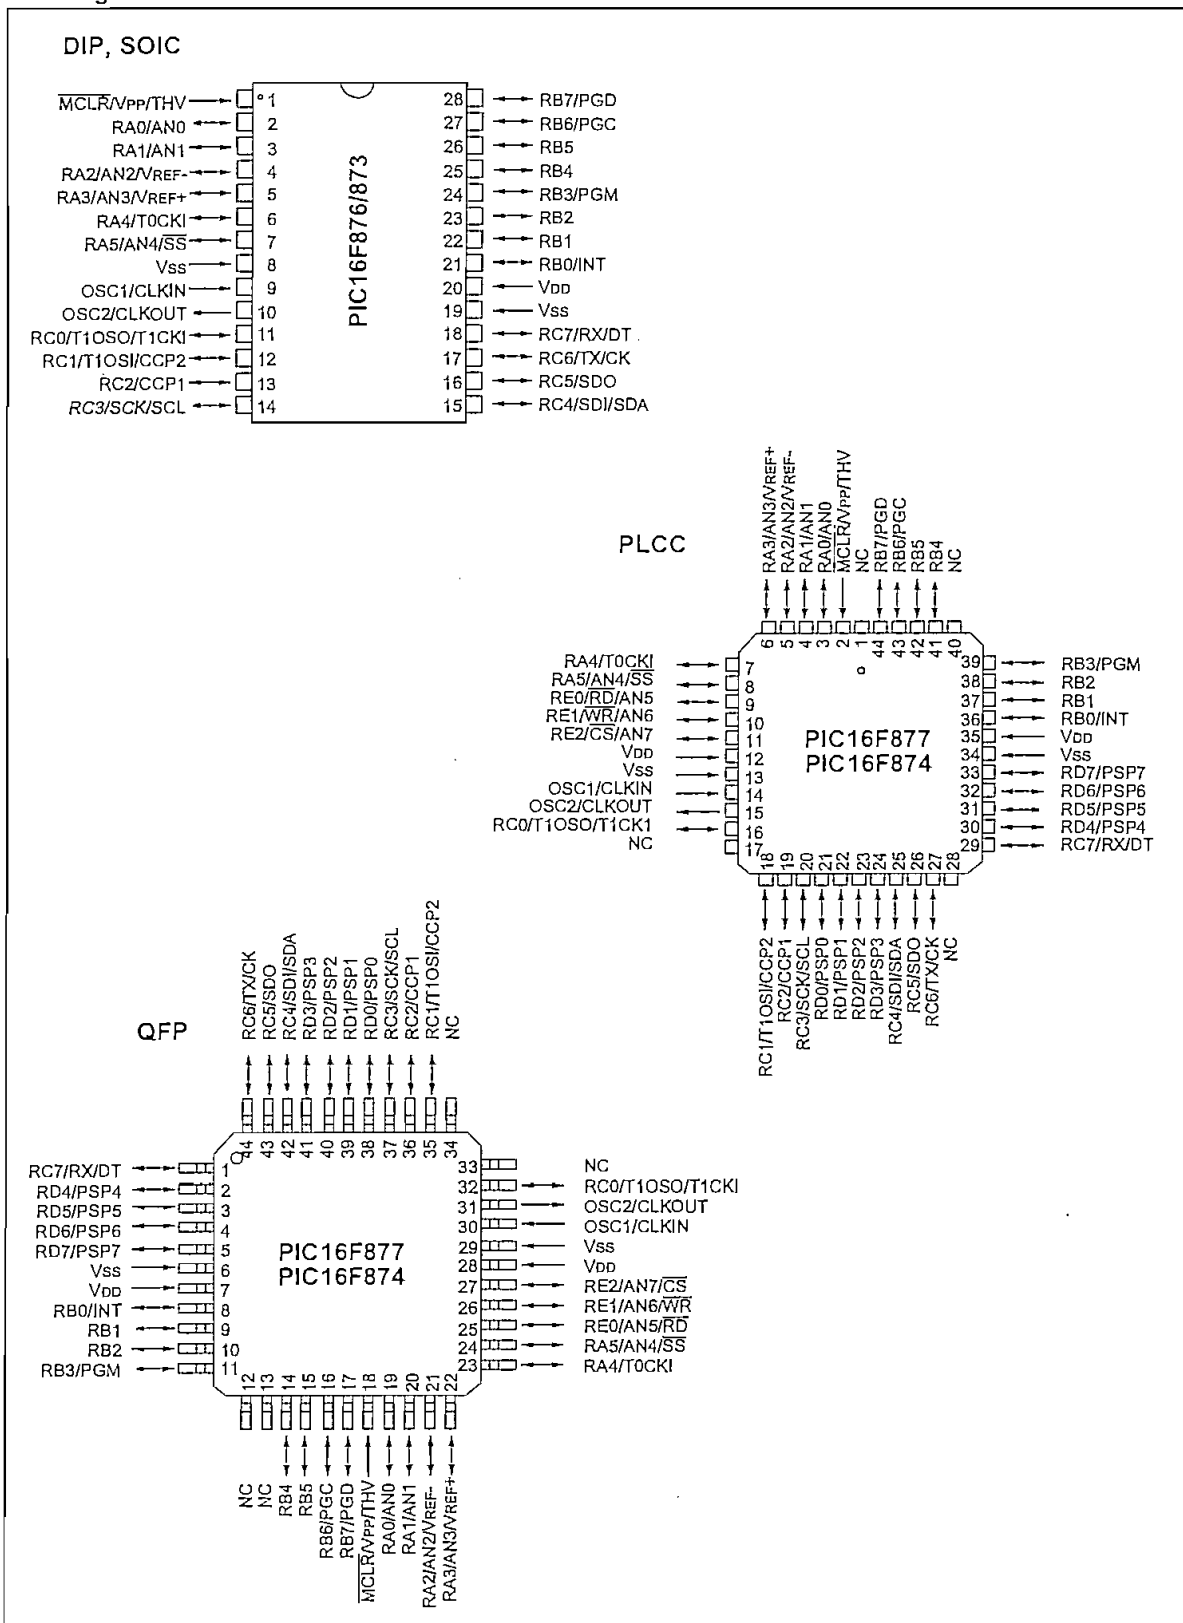 DIP, SOIC
MCLR/VPP/THV
RA0/AN0
RA1/AN1
RA2/AN2/VREF-
RA3/AN3/VREF+
RA4/T0CKI
RA5/AN4/SS
VSS
OSC1/CLKIN
OSC2/CLKOUT
RC0/T1OSO/T1CKI
RC1/T1OSI/CCP2
RC2/CCP1
RC3/SCK/SCL
1
2
3
4
5
6
7
8
9
10
11
12
13
14
PIC16F876/873
28
27
26
25
24
23
22
21
20
19
18
17
16
15
RB7/PGD
RB6/PGC
RB5
RB4
RB3/PGM
RB2
RB1
RB0/INT
VDD
VSS
RC7/RX/DT
RC6/TX/CK
RC5/SDO
RC4/SDI/SDA
PLCC
RA3/AN3/VREF+
RA2/AN2/VREF-
RA1/AN1
RA0/AN0
MCLR/VPP/THV
NC
RB7/PGD
RB6/PGC
RB5
RB4
NC
6
5
4
3
2
1
44
43
42
41
40
RA4/T0CKI
RA5/AN4/SS
RE0/RD/AN5
RE1/WR/AN6
RE2/CS/AN7
VDD
VSS
OSC1/CLKIN
OSC2/CLKOUT
RC0/T1OSO/T1CK1
NC
7
8
9
10
11
12
13
14
15
16
17
PIC16F877
PIC16F874
39
38
37
36
35
34
33
32
31
30
29
RB3/PGM
RB2
RB1
RB0/INT
VDD
VSS
RD7/PSP7
RD6/PSP6
RD5/PSP5
RD4/PSP4
RC7/RX/DT
18
19
20
21
22
23
24
25
26
27
28
RC1/T1OSI/CCP2
RC2/CCP1
RC3/SCK/SCL
RD0/PSP0
RD1/PSP1
RD2/PSP2
RD3/PSP3
RC4/SDI/SDA
RC5/SDO
RC6/TX/CK
NC
QFP
RC6/TX/CK
RC5/SDO
RC4/SDI/SDA
RD3/PSP3
RD2/PSP2
RD1/PSP1
RD0/PSP0
RC3/SCK/SCL
RC2/CCP1
RC1/T1OSI/CCP2
NC
44
43
42
41
40
39
38
37
36
35
34
RC7/RX/DT
RD4/PSP4
RD5/PSP5
RD6/PSP6
RD7/PSP7
VSS
VDD
RB0/INT
RB1
RB2
RB3/PGM
1
2
3
4
5
6
7
8
9
10
11
PIC16F877
PIC16F874
33
32
31
30
29
28
27
26
25
24
23
NC
RC0/T1OSO/T1CKI
OSC2/CLKOUT
OSC1/CLKIN
VSS
VDD
RE2/AN7/CS
RE1/AN6/WR
RE0/AN5/RD
RA5/AN4/SS
RA4/T0CKI
12
13
14
15
16
17
18
19
20
21
22
NC
NC
RB4
RB5
RB6/PGC
RB7/PGD
MCLR/VPP/THV
RA0/AN0
RA1/AN1
RA2/AN2/VREF-
RA3/AN3/VREF+